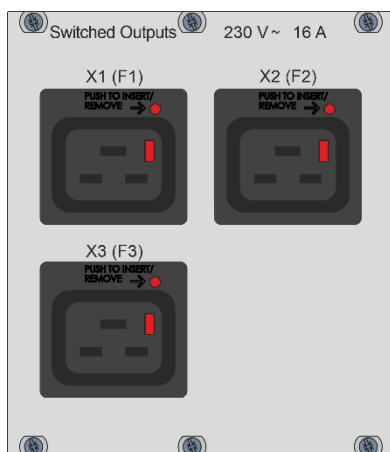 Switched Outputs 230 V~ 16 A
X1 (F1) X2 (F2)
PUSH TO INSERT/ PUSH TO INSERT/
REMOVE → REMOVE →
X3 (F3)
PUSH TO INSERT/
REMOVE →